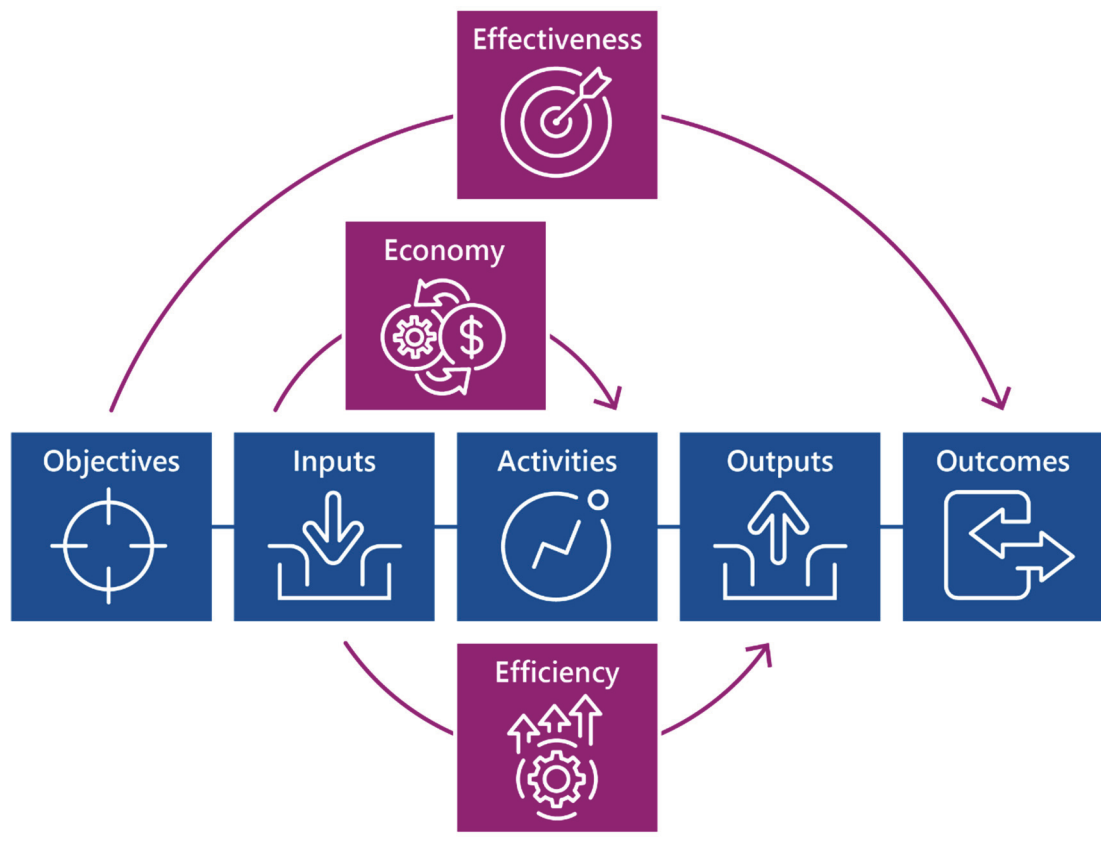 Effectiveness
Economy
$
Objectives
Inputs
Activities
Outputs
Outcomes
Efficiency